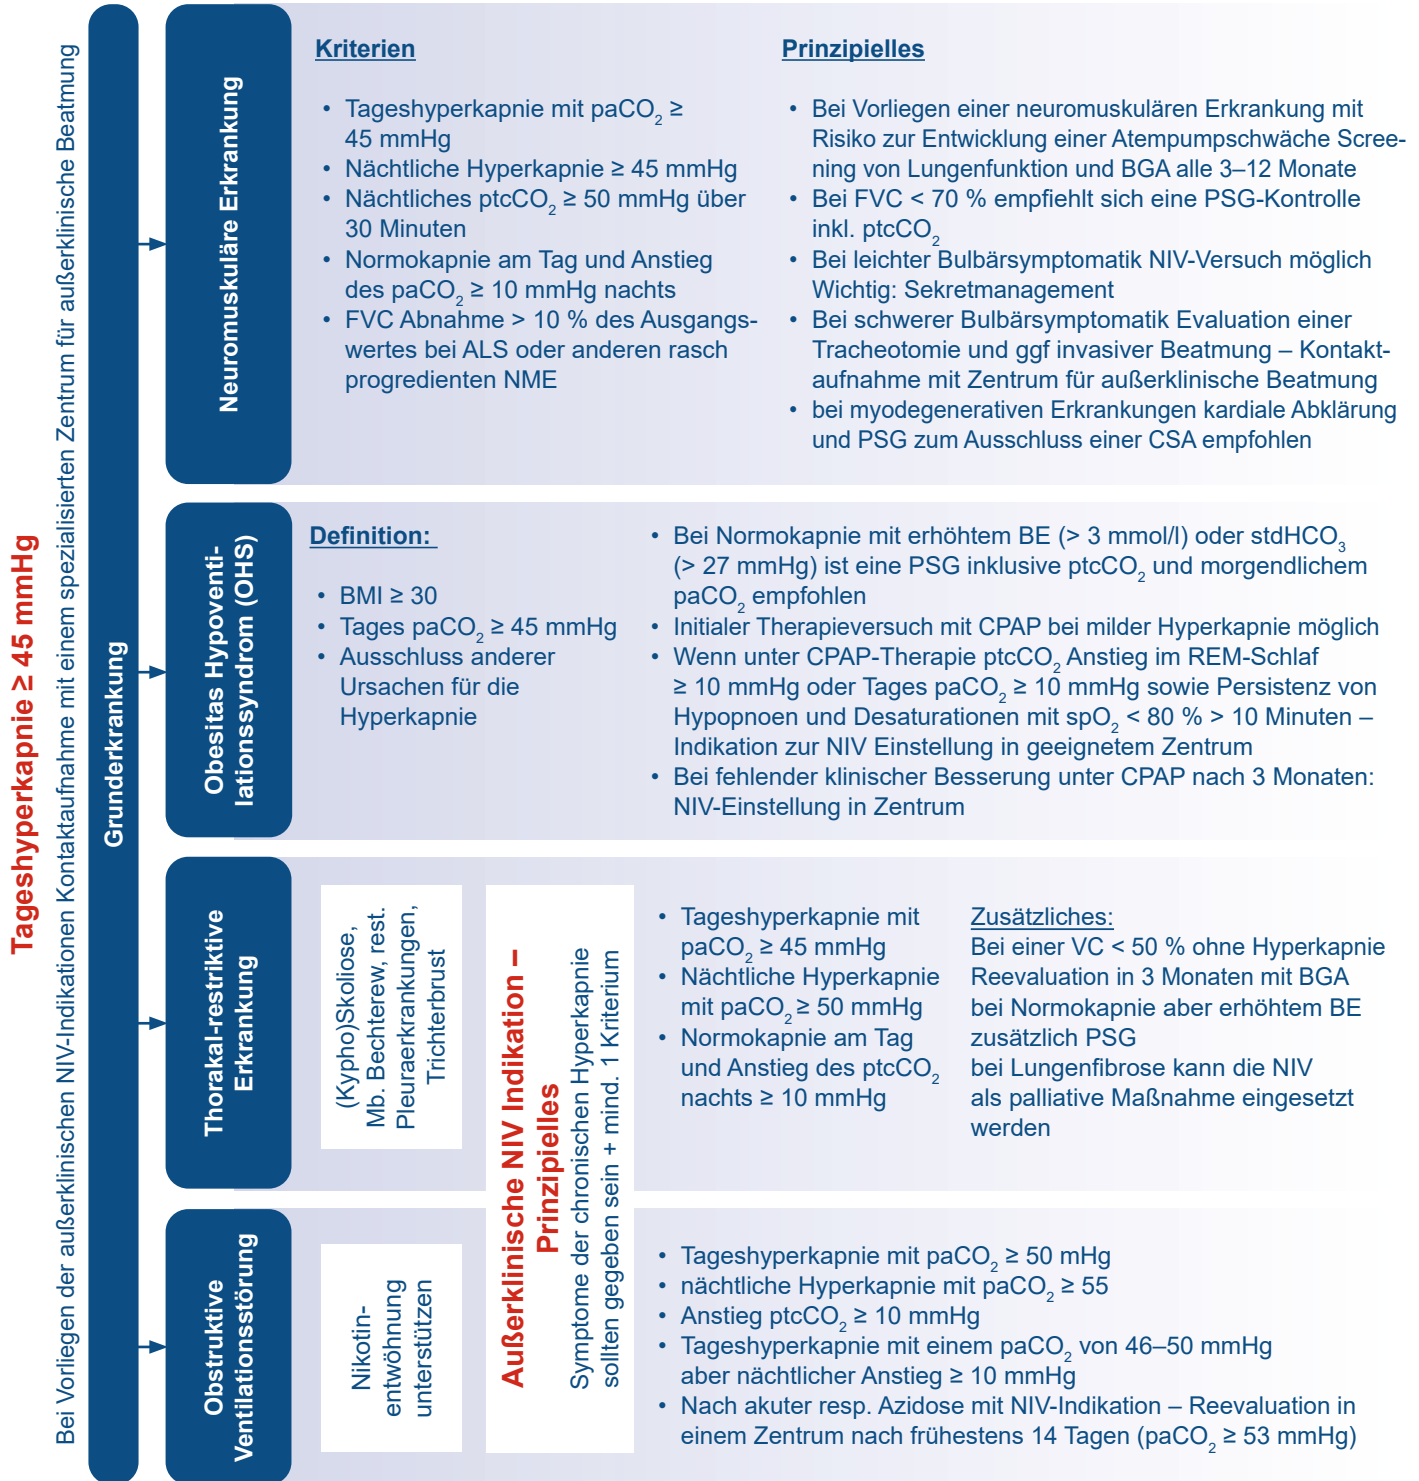 Tageshyperkapnie ≥ 45 mmHg
Bei Vorliegen der außerklinischen NIV-Indikationen Kontaktaufnahme mit einem spezialisierten Zentrum für außerklinische Beatmung
Grunderkrankung
Neuromuskuläre Erkrankung
Kriterien
• Tageshyperkapnie mit paCO₂ ≥
45 mmHg
• Nächtliche Hyperkapnie ≥ 45 mmHg
• Nächtliches ptcCO₂ ≥ 50 mmHg über
30 Minuten
• Normokapnie am Tag und Anstieg
des paCO₂ ≥ 10 mmHg nachts
• FVC Abnahme > 10 % des Ausgangs-
wertes bei ALS oder anderen rasch
progredienten NME
Prinzipielles
• Bei Vorliegen einer neuromuskulären Erkrankung mit
Risiko zur Entwicklung einer Atempumpschwäche Scree-
ning von Lungenfunktion und BGA alle 3–12 Monate
• Bei FVC < 70 % empfiehlt sich eine PSG-Kontrolle
inkl. ptcCO₂
• Bei leichter Bulbärsymptomatik NIV-Versuch möglich
Wichtig: Sekretmanagement
• Bei schwerer Bulbärsymptomatik Evaluation einer
Tracheotomie und ggf invasiver Beatmung – Kontakt-
aufnahme mit Zentrum für außerklinische Beatmung
• bei myodegenerativen Erkrankungen kardiale Abklärung
und PSG zum Ausschluss einer CSA empfohlen
Obesitas Hypoventi-
lationssyndrom (OHS)
Definition:
• BMI ≥ 30
• Tages paCO₂ ≥ 45 mmHg
• Ausschluss anderer
Ursachen für die
Hyperkapnie
• Bei Normokapnie mit erhöhtem BE (> 3 mmol/l) oder stdHCO₃
(> 27 mmHg) ist eine PSG inklusive ptcCO₂ und morgendlichem
paCO₂ empfohlen
• Initialer Therapieversuch mit CPAP bei milder Hyperkapnie möglich
• Wenn unter CPAP-Therapie ptcCO₂ Anstieg im REM-Schlaf
≥ 10 mmHg oder Tages paCO₂ ≥ 10 mmHg sowie Persistenz von
Hypopnoen und Desaturationen mit spO₂ < 80 % > 10 Minuten –
Indikation zur NIV Einstellung in geeignetem Zentrum
• Bei fehlender klinischer Besserung unter CPAP nach 3 Monaten:
NIV-Einstellung in Zentrum
Thorakal-restriktive
Erkrankung
(Kypho)Skoliose,
Mb. Bechterew, rest.
Pleuraerkrankungen,
Trichterbrust
Außerklinische NIV Indikation –
Prinzipielles
Symptome der chronischen Hyperkapnie
sollten gegeben sein + mind. 1 Kriterium
• Tageshyperkapnie mit
paCO₂ ≥ 45 mmHg
• Nächtliche Hyperkapnie
mit paCO₂ ≥ 50 mmHg
• Normokapnie am Tag
und Anstieg des ptcCO₂
nachts ≥ 10 mmHg
Zusätzliches:
Bei einer VC < 50 % ohne Hyperkapnie
Reevaluation in 3 Monaten mit BGA
bei Normokapnie aber erhöhtem BE
zusätzlich PSG
bei Lungenfibrose kann die NIV
als palliative Maßnahme eingesetzt
werden
Obstruktive
Ventilationsstörung
Nikotin-
entwöhnung
unterstützen
• Tageshyperkapnie mit paCO₂ ≥ 50 mHg
• nächtliche Hyperkapnie mit paCO₂ ≥ 55
• Anstieg ptcCO₂ ≥ 10 mmHg
• Tageshyperkapnie mit einem paCO₂ von 46–50 mmHg
aber nächtlicher Anstieg ≥ 10 mmHg
• Nach akuter resp. Azidose mit NIV-Indikation – Reevaluation in
einem Zentrum nach frühestens 14 Tagen (paCO₂ ≥ 53 mmHg)